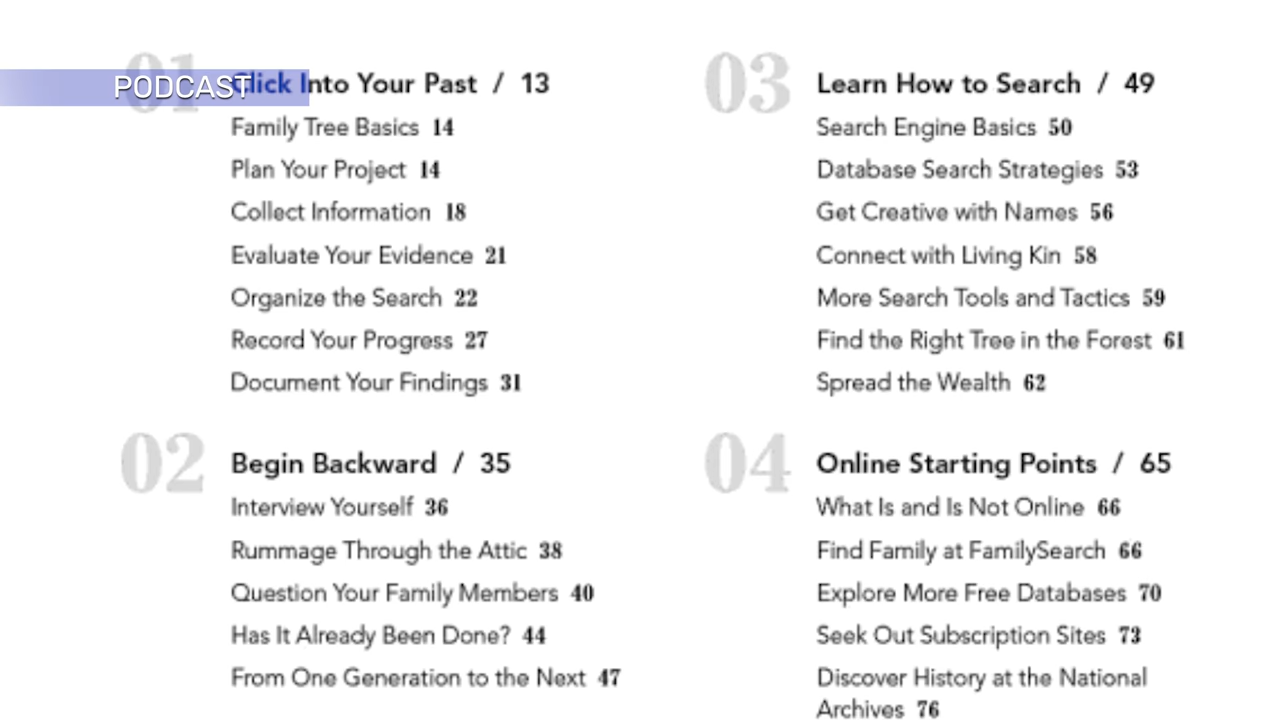 PODCAST
01 Click Into Your Past / 13
Family Tree Basics 14
Plan Your Project 14
Collect Information 18
Evaluate Your Evidence 21
Organize the Search 22
Record Your Progress 27
Document Your Findings 31
02 Begin Backward / 35
Interview Yourself 36
Rummage Through the Attic 38
Question Your Family Members 40
Has It Already Been Done? 44
From One Generation to the Next 47
03 Learn How to Search / 49
Search Engine Basics 50
Database Search Strategies 53
Get Creative with Names 56
Connect with Living Kin 58
More Search Tools and Tactics 59
Find the Right Tree in the Forest 61
Spread the Wealth 62
04 Online Starting Points / 65
What Is and Is Not Online 66
Find Family at FamilySearch 66
Explore More Free Databases 70
Seek Out Subscription Sites 73
Discover History at the National
Archives 76